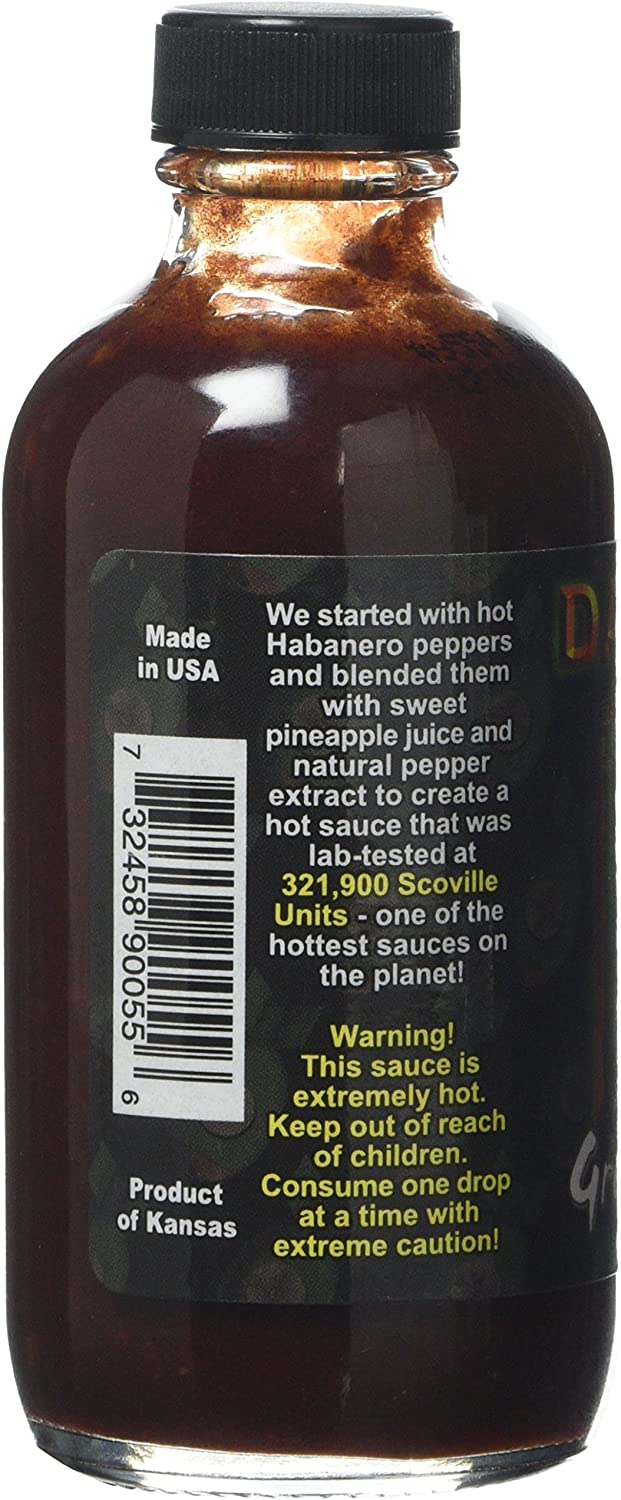 Made
in USA
7 32458 90055 6
Product
of Kansas
We started with hot
Habanero peppers
and blended them
with sweet
pineapple juice and
natural pepper
extract to create a
hot sauce that was
lab-tested at
321,900 Scoville
Units - one of the
hottest sauces on
the planet!
Warning!
This sauce is
extremely hot.
Keep out of reach
of children.
Consume one drop
at a time with
extreme caution!